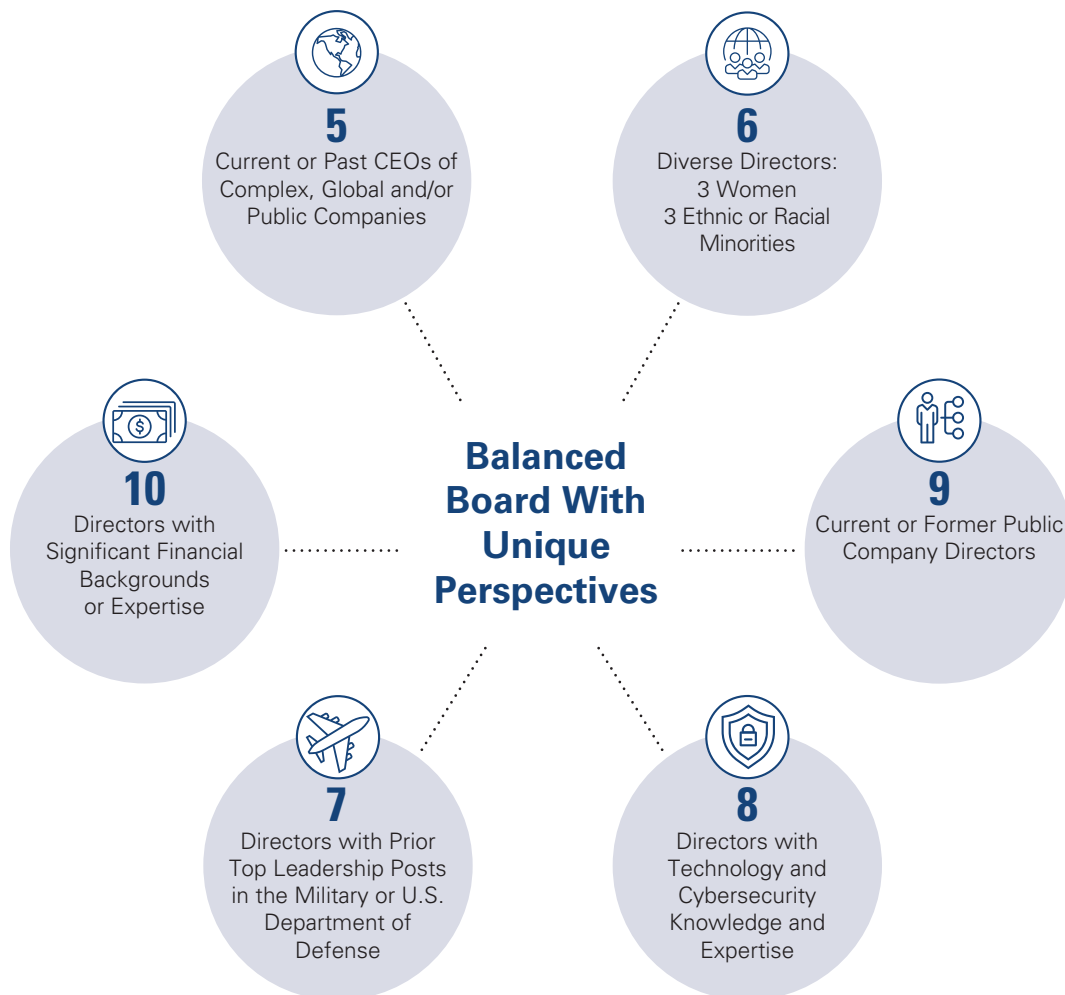 5
Current or Past CEOs of
Complex, Global and/or
Public Companies
6
Diverse Directors:
3 Women
3 Ethnic or Racial
Minorities
$
10
Directors with
Significant Financial
Backgrounds
or Expertise
Balanced
Board With
Unique
Perspectives
9
Current or Former Public
Company Directors
7
Directors with Prior
Top Leadership Posts
in the Military or U.S.
Department of
Defense
8
Directors with
Technology and
Cybersecurity
Knowledge and
Expertise